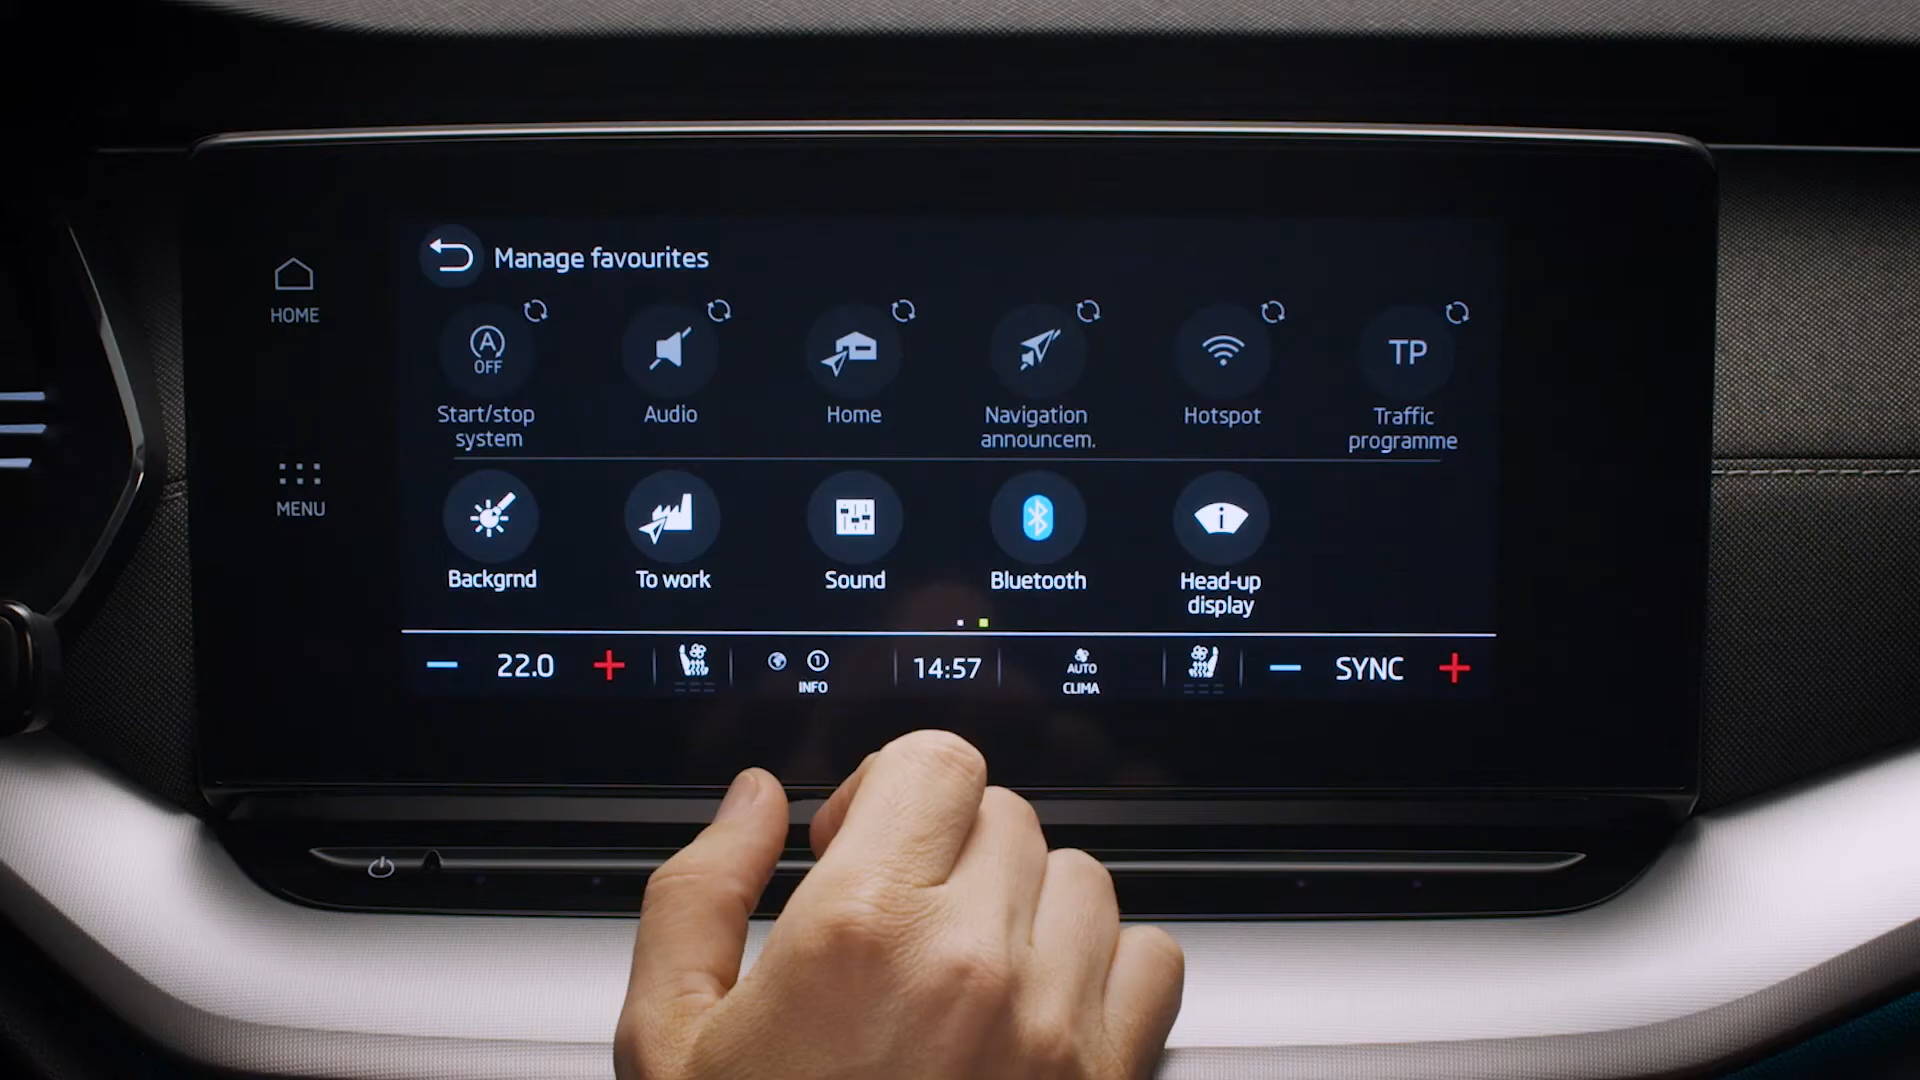 Manage favourites
HOME
A
OFF
TP
Start/stop
system
Audio
Home
Navigation
announcem.
Hotspot
Traffic
programme
MENU
i
Backgrnd
To work
Sound
Bluetooth
Head-up
display
22.0
1
INFO
14:57
AUTO
CLIMA
SYNC